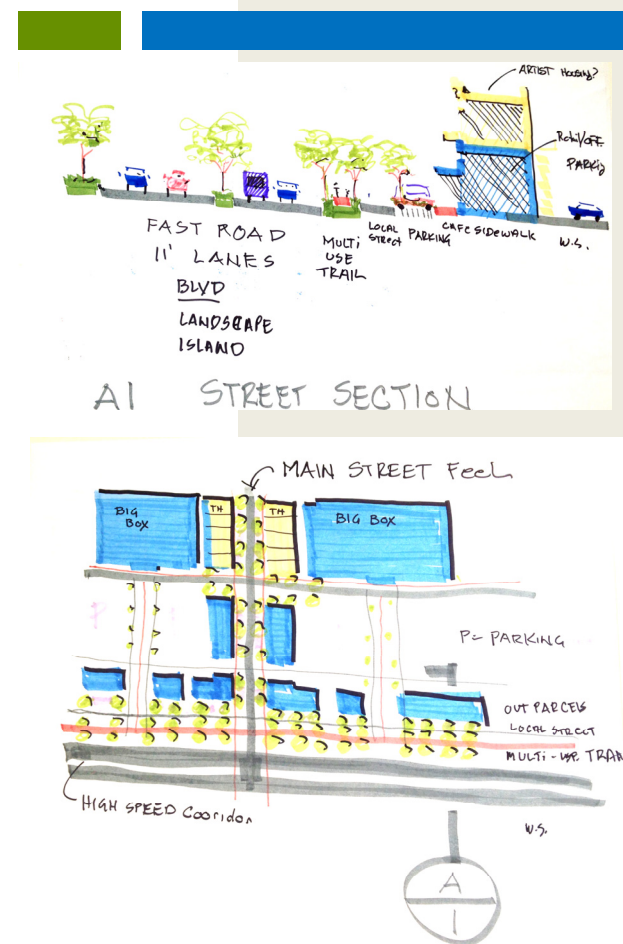 ARTIST Housing?
Retail/OFF.
PARKing
FAST ROAD
11' LANES
BLVD
LANDSCAPE
ISLAND
MULTI
USE
TRAIL
LOCAL
Street
PARKING
CAFE SIDEWALK
W.S.
A1 STREET SECTION
MAIN STREET Feel
BIG
BOX
TH
TH
BIG BOX
P= PARKING
OUT PARCELS
LOCAL STREET
MULTI-USE TRAI
HIGH SPEED Cooridor
W.S.
A
1